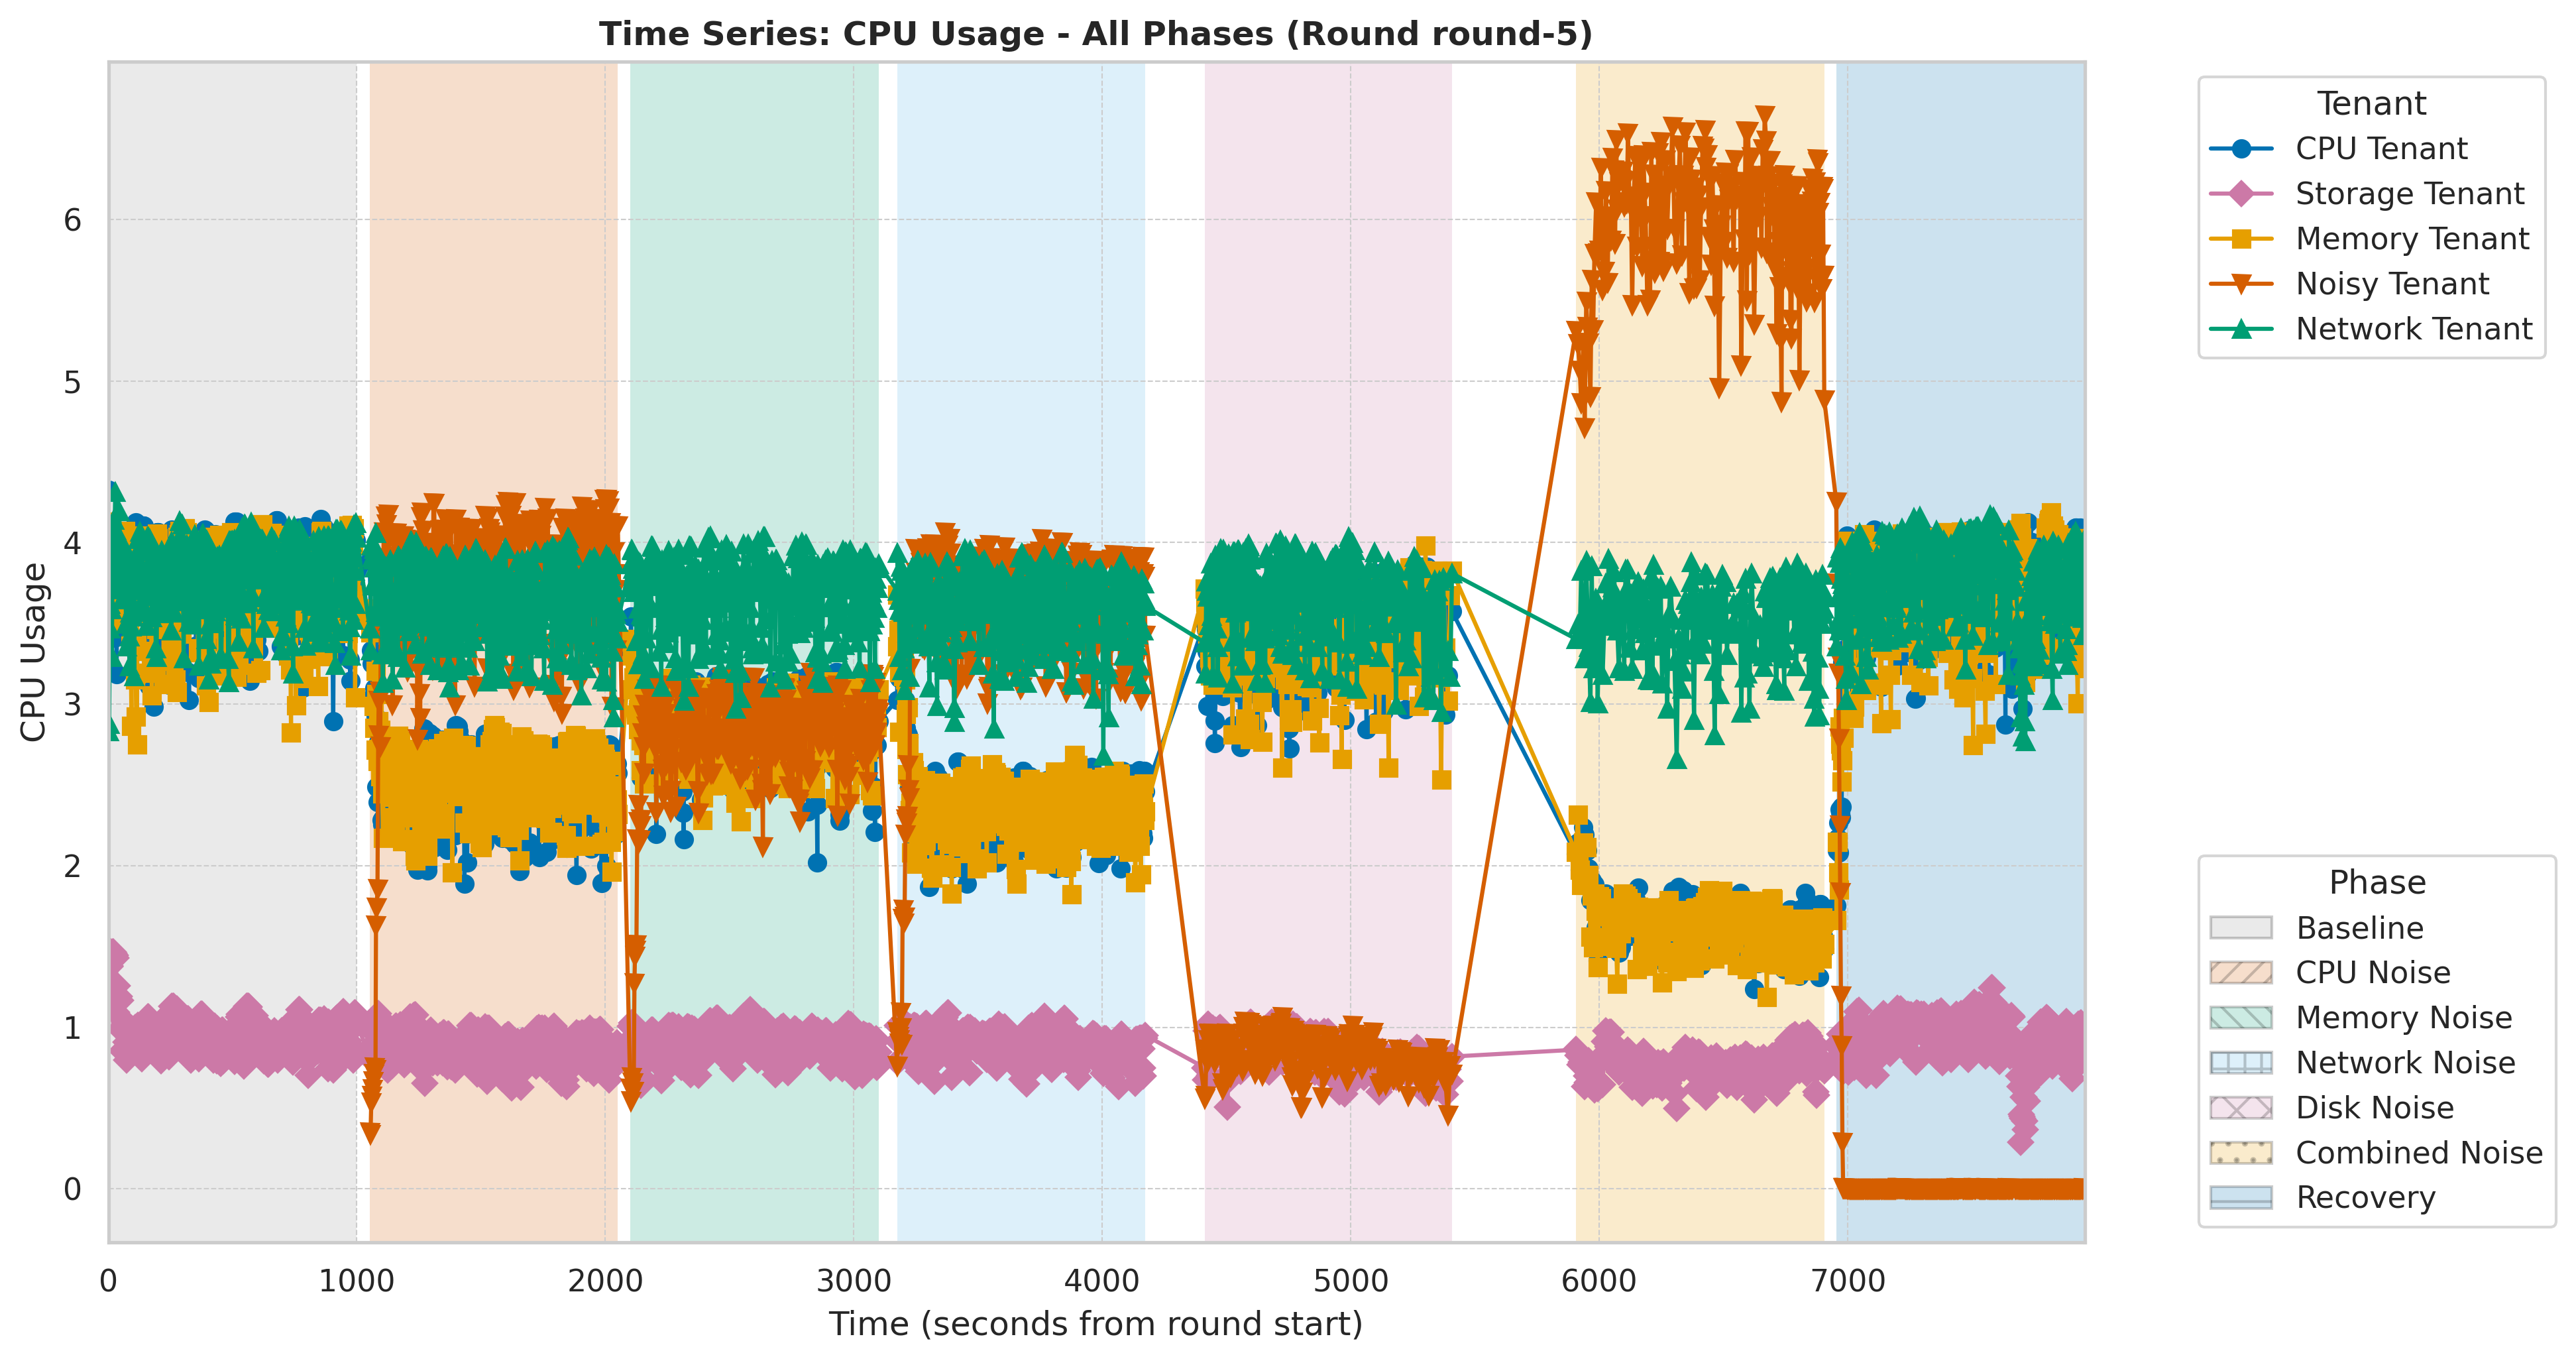 Time Series: CPU Usage - All Phases (Round round-5)
Tenant
CPU Tenant
Storage Tenant
Memory Tenant
Noisy Tenant
Network Tenant
CPU Usage
6
5
4
3
2
1
0
0 1000 2000 3000 4000 5000 6000 7000
Time (seconds from round start)
Phase
Baseline
CPU Noise
Memory Noise
Network Noise
Disk Noise
Combined Noise
Recovery